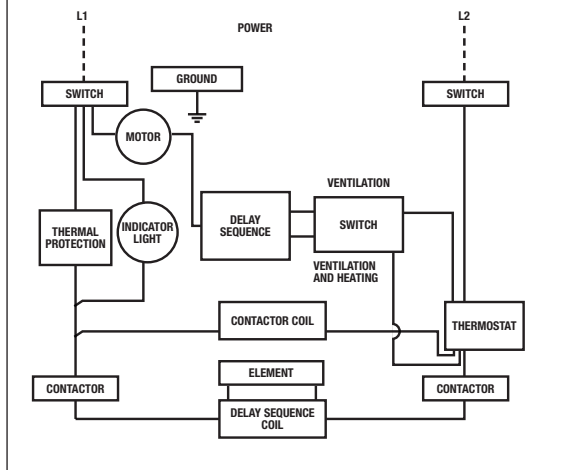 L1
POWER
L2
GROUND
SWITCH
SWITCH
MOTOR
VENTILATION
THERMAL
PROTECTION
INDICATOR
LIGHT
DELAY
SEQUENCE
SWITCH
VENTILATION
AND HEATING
CONTACTOR COIL
THERMOSTAT
ELEMENT
CONTACTOR
CONTACTOR
DELAY SEQUENCE
COIL